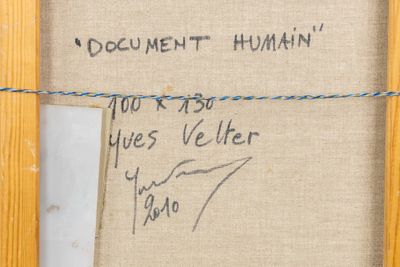 "DOCUMENT HUMAIN"
100 x 130
Yves Velter
2010